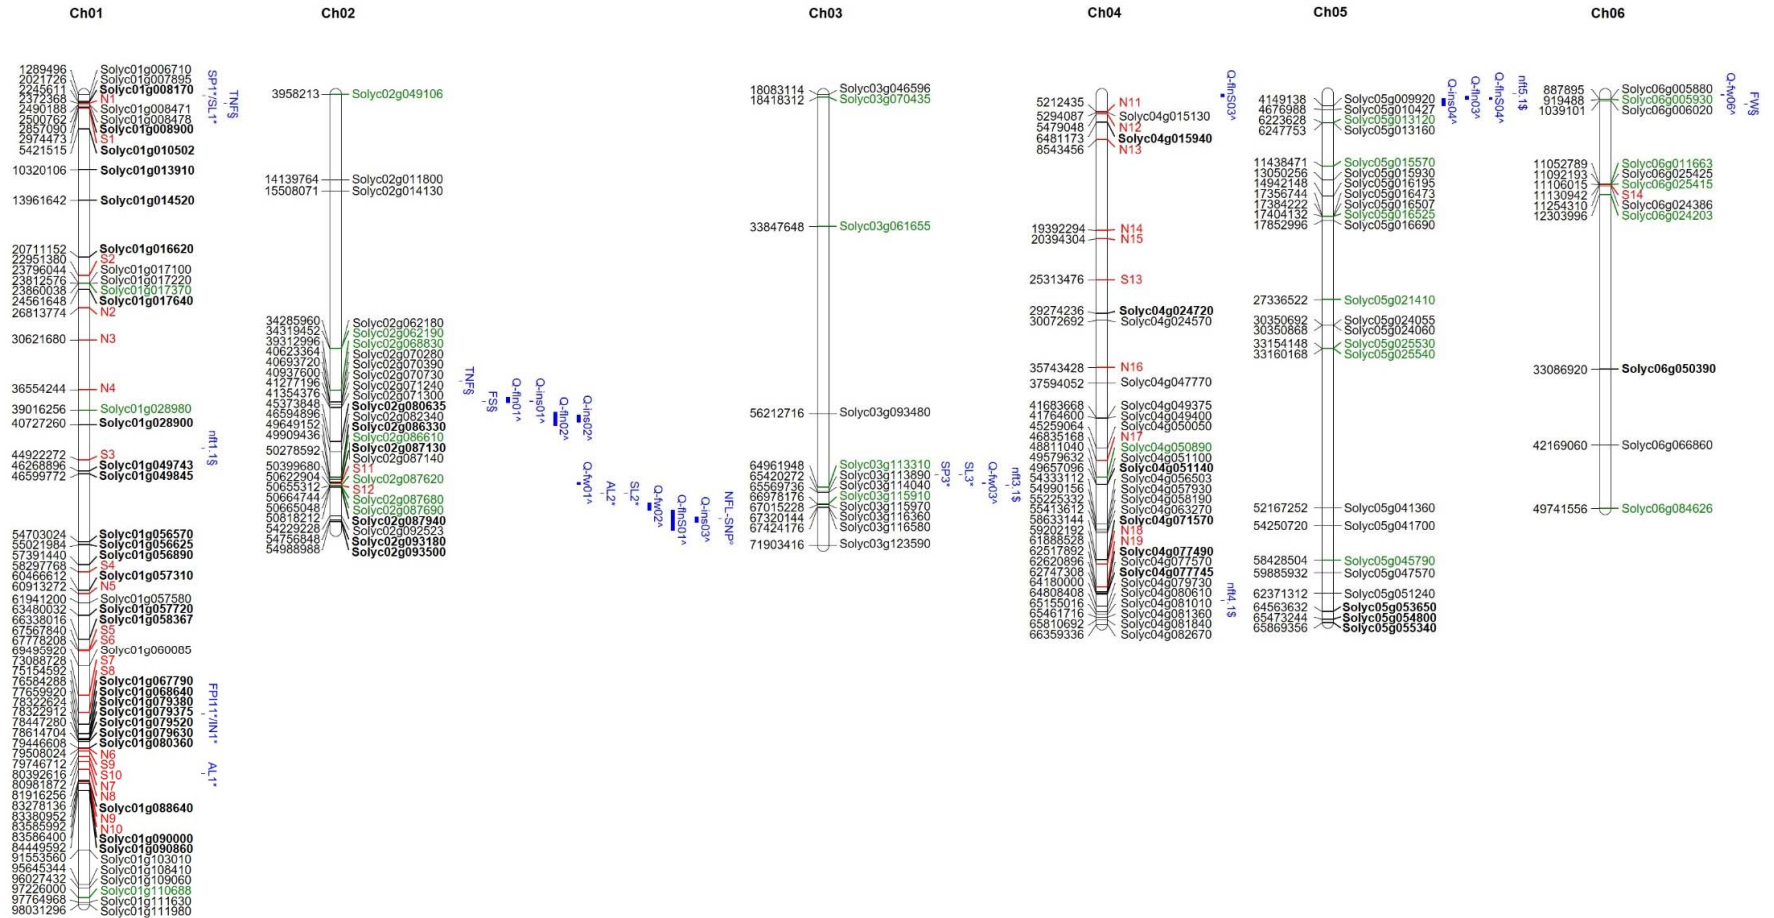 Ch01
1289496 Solyc01g006710
2021726 Solyc01g007895
2245611 Solyc01g008170
2372368 N1
2490188 Solyc01g008471
2500762 Solyc01g008478
2857090 Solyc01g008900
2974473 S1
5421515 Solyc01g010502
10320106 Solyc01g013910
13961642 Solyc01g014520
20711152 Solyc01g016620
22951380 S2
23796044 Solyc01g017100
23812576 Solyc01g017220
23860038 Solyc01g017370
24561648 Solyc01g017640
26813774 N2
30621680 N3
36554244 N4
39016256 Solyc01g028980
40727260 Solyc01g028900
44922272 S3
46268896 Solyc01g049743
46599772 Solyc01g049845
54703024 Solyc01g056570
55021984 Solyc01g056625
57391440 Solyc01g056890
58297768 S4
60466612 Solyc01g057310
60913272 N5
61941200 Solyc01g057580
63480032 Solyc01g057720
66338016 Solyc01g058367
67567840 S5
67778208 S6
69495920 Solyc01g060085
73088728 S7
75154592 S8
76584288 Solyc01g067790
77659920 Solyc01g068640
78322624 Solyc01g079380
78322912 Solyc01g079375
78447280 Solyc01g079520
78614704 Solyc01g079630
79446608 Solyc01g080360
79508024 N6
79746712 S9
80392616 S10
80981872 N7
81916256 N8
83278136 Solyc01g088640
83380952 N9
83585992 N10
83586400 Solyc01g090000
84449592 Solyc01g090860
91553560 Solyc01g103010
95645344 Solyc01g108410
96027432 Solyc01g109060
97226000 Solyc01g110688
97764968 Solyc01g111630
98031296 Solyc01g111980
SP1*/SL1*
TNF§
nft1.1$
FPI11*/IN1*
AL1*
Ch02
3958213 Solyc02g049106
14139764 Solyc02g011800
15508071 Solyc02g014130
34285960 Solyc02g062180
34319452 Solyc02g062190
39312996 Solyc02g068830
40623364 Solyc02g070280
40693720 Solyc02g070390
40937600 Solyc02g070730
41277196 Solyc02g071240
41354376 Solyc02g071300
45373848 Solyc02g080635
46594896 Solyc02g082340
49649152 Solyc02g086330
49909436 Solyc02g086610
50278592 Solyc02g087130
Solyc02g087140
50399680 S11
50622904 Solyc02g087620
50655312 S12
50664744 Solyc02g087680
50665048 Solyc02g087690
50818212 Solyc02g087940
54229228 Solyc02g092523
54756848 Solyc02g093180
54988988 Solyc02g093500
TNF§
FS§
Q-fln01^
Q-ins01^
Q-fln02^
Q-ins02^
Q-fw01^
AL2*
SL2*
Q-fw02^
Q-flnS01^
Q-ins03^
NFL-SNP°
Ch03
18083114 Solyc03g046596
18418312 Solyc03g070435
33847648 Solyc03g061655
56212716 Solyc03g093480
64961948 Solyc03g113310
65420272 Solyc03g113890
65569736 Solyc03g114040
66978176 Solyc03g115910
67015228 Solyc03g115970
67320144 Solyc03g116360
67424176 Solyc03g116580
71903416 Solyc03g123590
SP3*
SL3*
Q-fw03^
nft3.1$
Ch04
5212435 N11
5294087 Solyc04g015130
5479048 N12
6481173 Solyc04g015940
8543456 N13
19392294 N14
20394304 N15
25313476 S13
29274236 Solyc04g024720
30072692 Solyc04g024570
35743428 N16
37594052 Solyc04g047770
41683668 Solyc04g049375
41764600 Solyc04g049400
45259064 Solyc04g050050
46835168 N17
48811040 Solyc04g050890
49579632 Solyc04g051100
49657096 Solyc04g051140
54333112 Solyc04g056503
54990156 Solyc04g057930
55225332 Solyc04g058190
55413612 Solyc04g063270
58633144 Solyc04g071570
59202192 N18
61888528 N19
62517892 Solyc04g077490
62620896 Solyc04g077570
62747308 Solyc04g077745
64180000 Solyc04g079730
64808408 Solyc04g080610
65155016 Solyc04g081010
65461716 Solyc04g081360
65810692 Solyc04g081840
66359336 Solyc04g082670
Q-flnS03^
nft4.1$
Ch05
4149138 Solyc05g009920
4676988 Solyc05g010427
6223628 Solyc05g013120
6247753 Solyc05g013160
11438471 Solyc05g015570
13050256 Solyc05g015930
14942148 Solyc05g016195
17356744 Solyc05g016473
17384222 Solyc05g016507
17404132 Solyc05g016525
17852996 Solyc05g016690
27336522 Solyc05g021410
30350692 Solyc05g024055
30350868 Solyc05g024060
33154148 Solyc05g025530
33160168 Solyc05g025540
52167252 Solyc05g041360
54250720 Solyc05g041700
58428504 Solyc05g045790
59885932 Solyc05g047570
62371312 Solyc05g051240
64563632 Solyc05g053650
65473244 Solyc05g054800
65869356 Solyc05g055340
Q-ins04^
Q-fln03^
Q-flnS04^
nft5.1$
Ch06
887895 Solyc06g005880
919488 Solyc06g005930
1039101 Solyc06g006020
11052789 Solyc06g011663
11092193 Solyc06g025425
11106015 Solyc06g025415
11130942 S14
11254310 Solyc06g024386
12303996 Solyc06g024203
33086920 Solyc06g050390
42169060 Solyc06g066860
49741556 Solyc06g084626
Q-fw06^
FW§